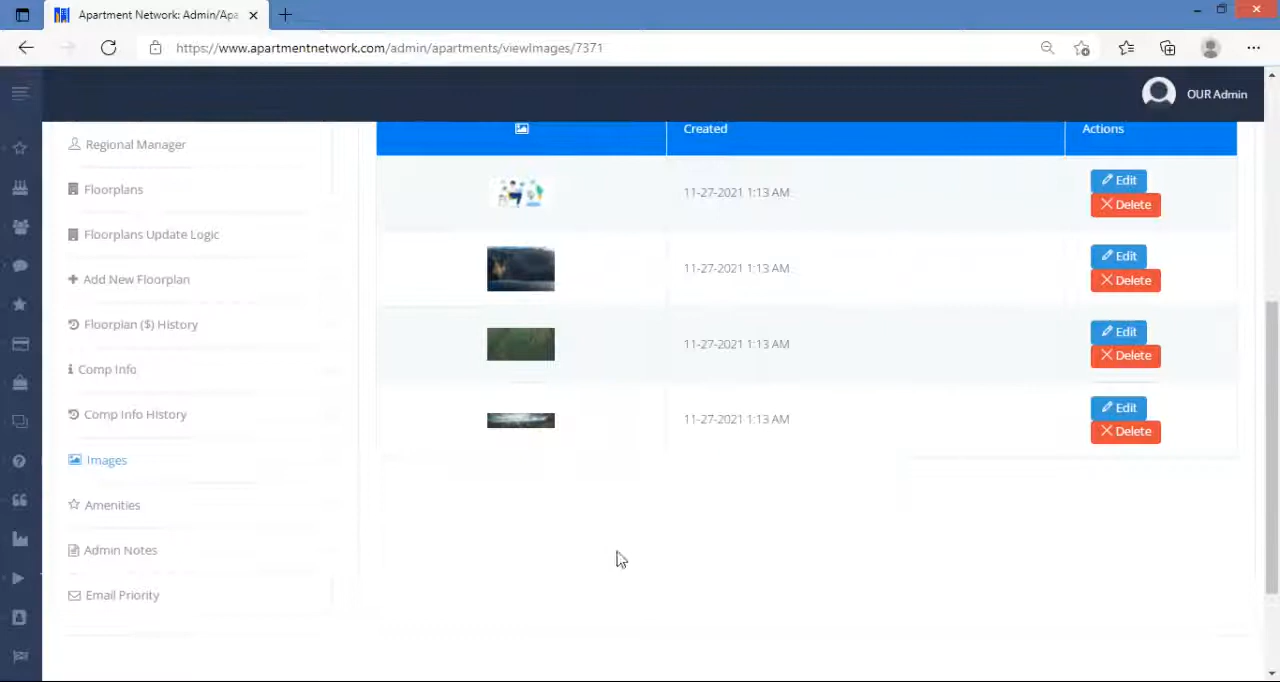 Apartment Network: Admin/Apa
https://www.apartmentnetwork.com/admin/apartments/viewImages/7371
OUR Admin
Created
Actions
Regional Manager
Floorplans
Floorplans Update Logic
Add New Floorplan
Floorplan ($) History
Comp Info
Comp Info History
Images
Amenities
Admin Notes
Email Priority
11-27-2021 1:13 AM
Edit
Delete
11-27-2021 1:13 AM
Edit
Delete
11-27-2021 1:13 AM
Edit
Delete
11-27-2021 1:13 AM
Edit
Delete